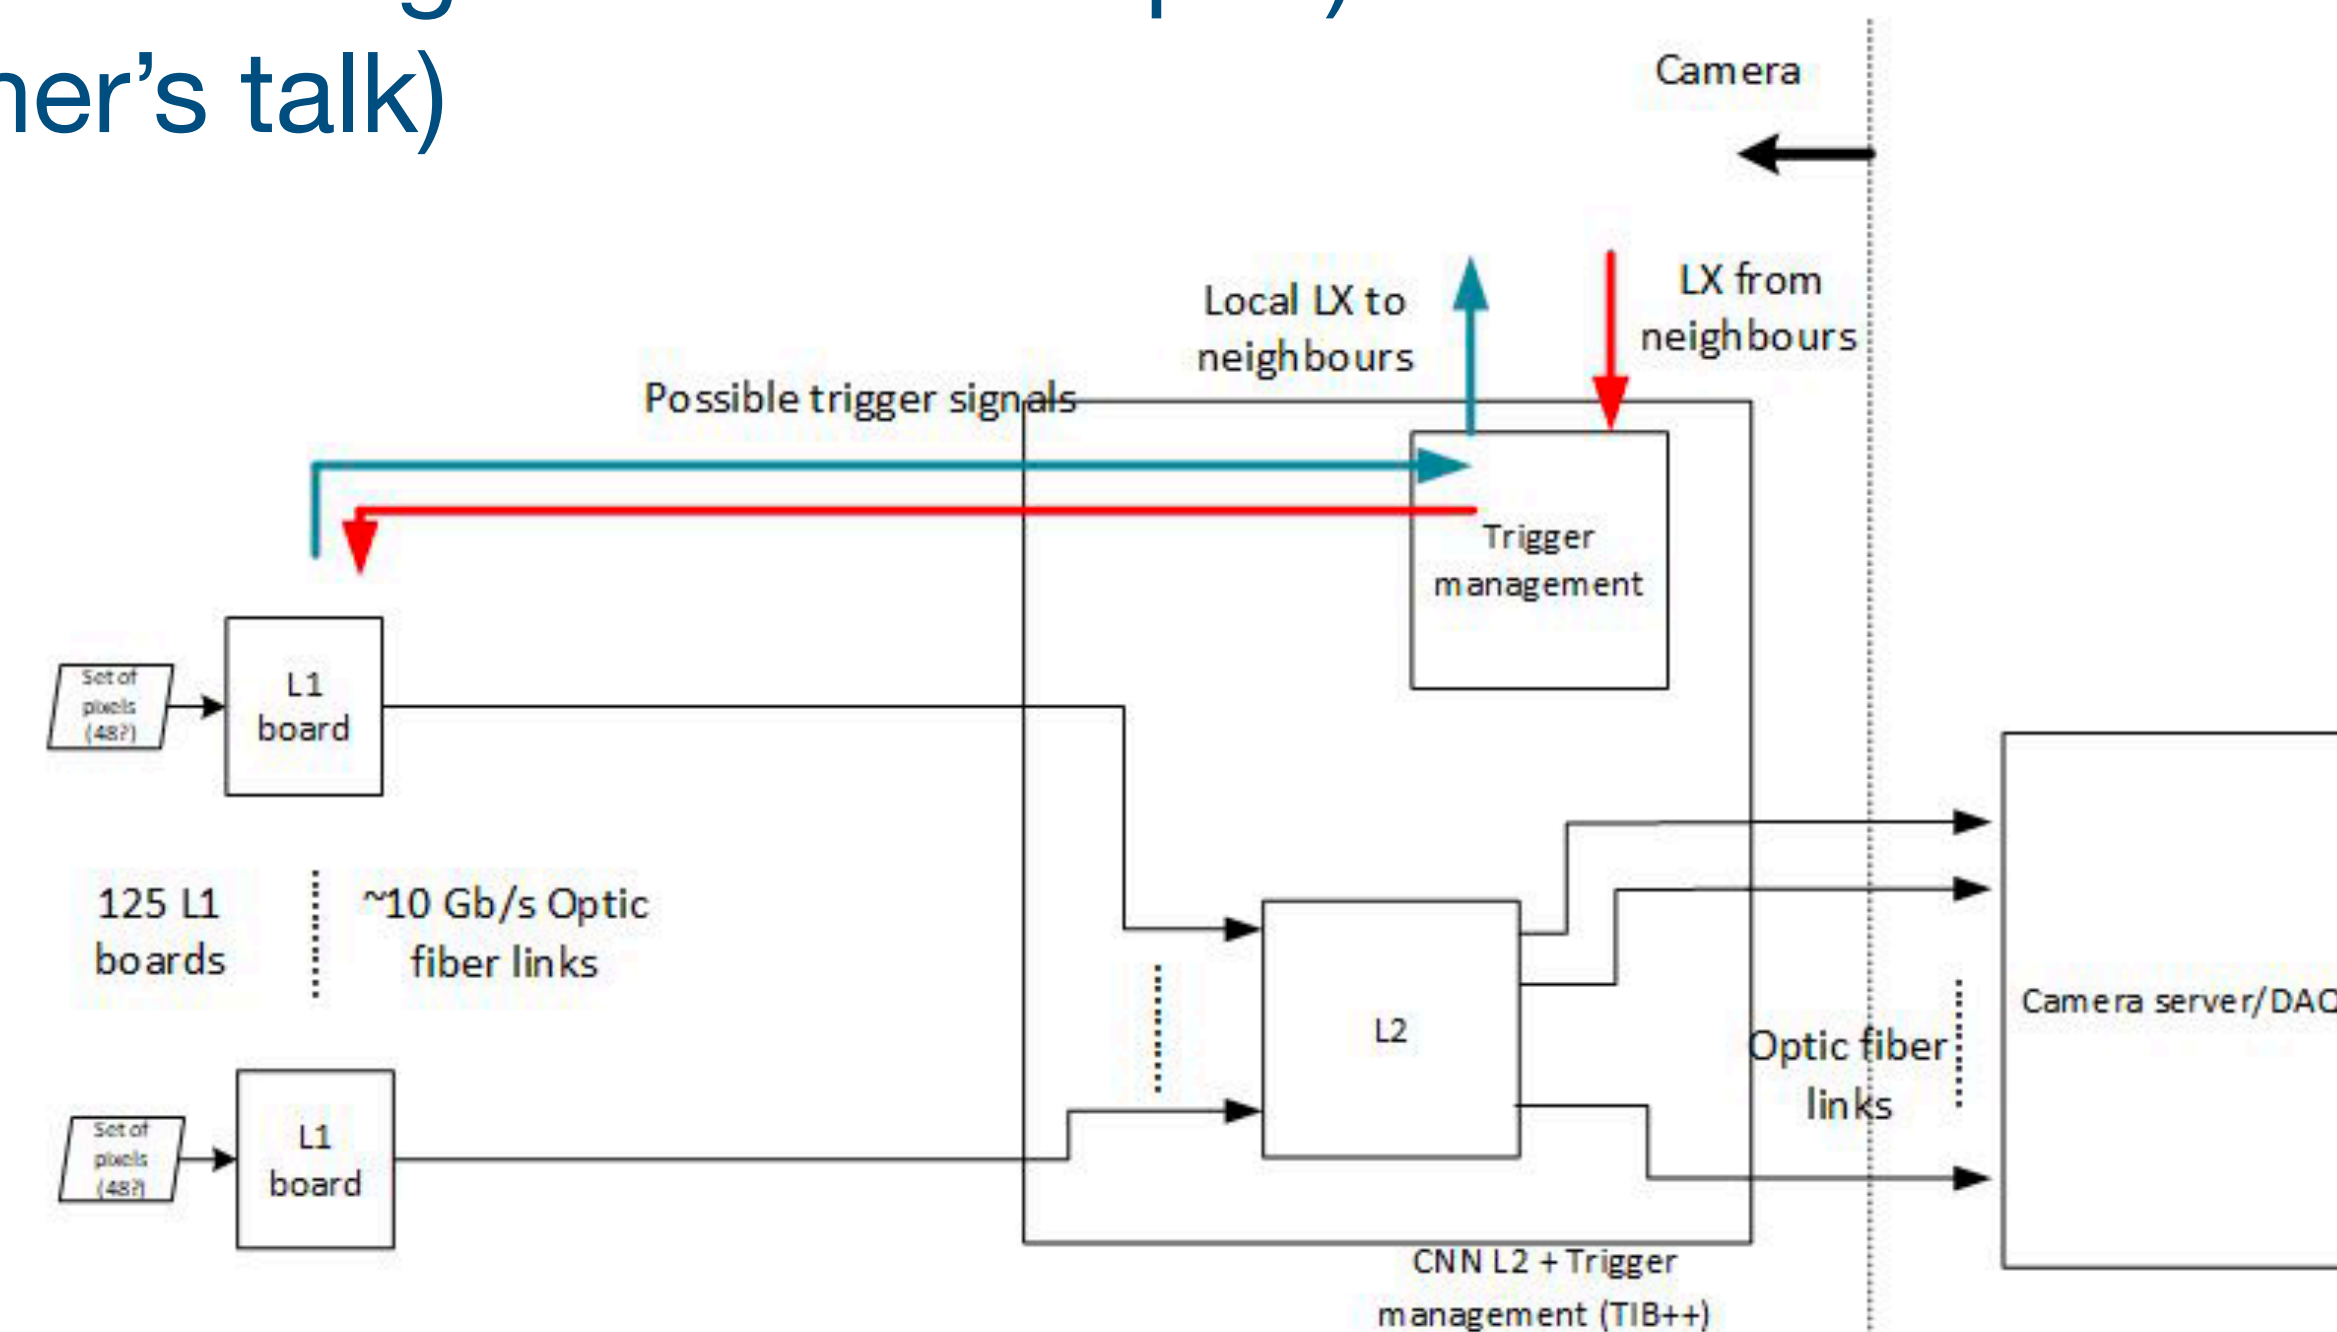 ner's talk)
Camera
Local LX to
neighbours
LX from
neighbours
Possible trigger signals
Trigger
management
Set of
pixels
(48?)
L1
board
125 L1
boards
~10 Gb/s Optic
fiber links
L2
Camera server/DAQ
Optic fiber
links
Set of
pixels
(48?)
L1
board
CNN L2 + Trigger
management (TIB++)